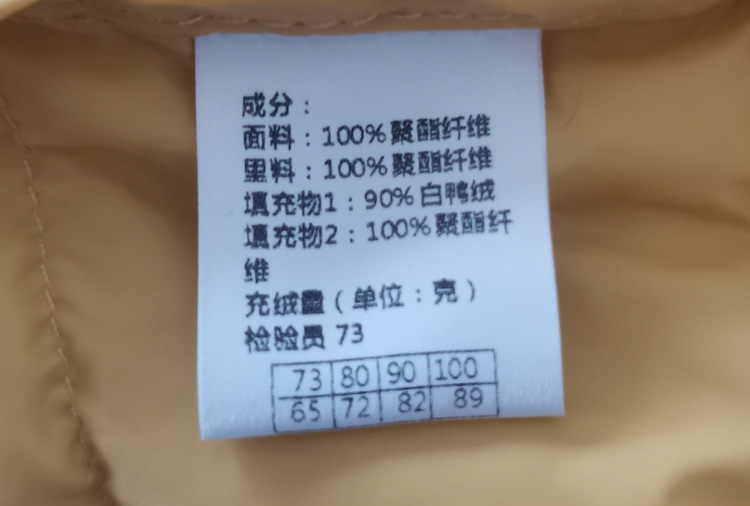 成分：
面料：100%聚酯纤维
里料：100%聚酯纤维
填充物1：90%白鸭绒
填充物2：100%聚酯纤
维
充绒量（单位：克）
检验员 73
73 80 90 100
65 72 82 89